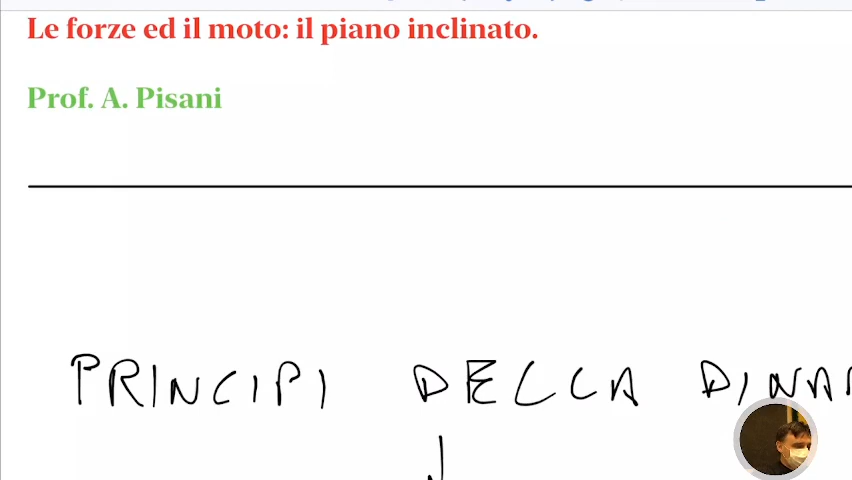 Le forze ed il moto: il piano inclinato.
Prof. A. Pisani
PRINCIPI DELLA